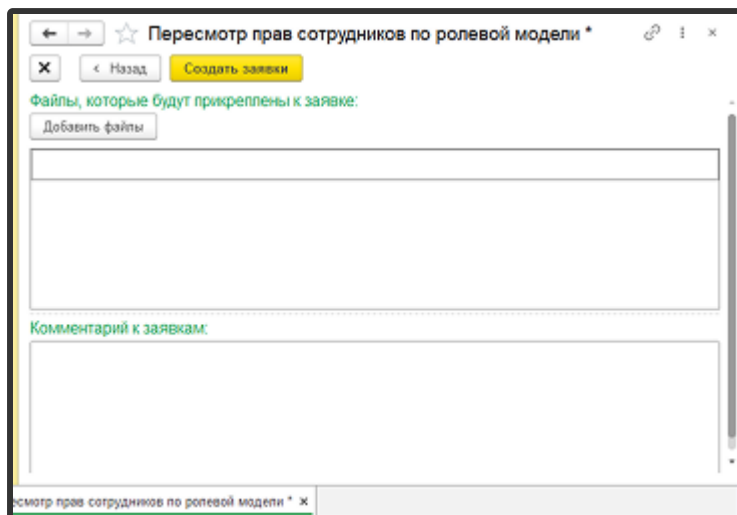 Пересмотр прав сотрудников по ролевой модели *
< Назад Создать заявки
Файлы, которые будут прикреплены к заявке:
Добавить файлы
Комментарий к заявкам:
есмотр прав сотрудников по ролевой модели * ×